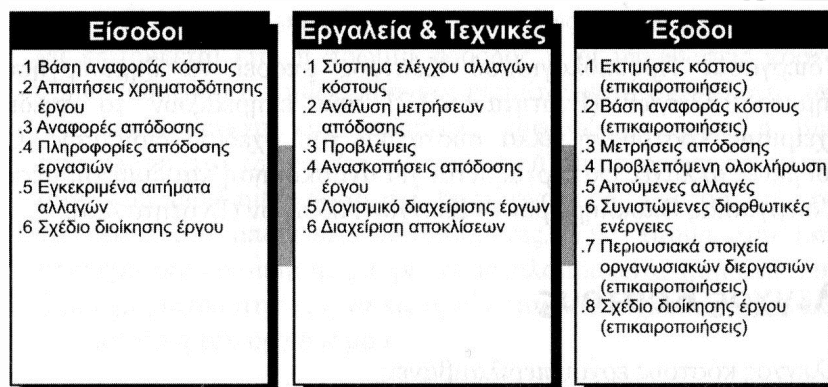 Είσοδοι
.1 Βάση αναφοράς κόστους
.2 Απαιτήσεις χρηματοδότησης
έργου
.3 Αναφορές απόδοσης
.4 Πληροφορίες απόδοσης
εργασιών
.5 Εγκεκριμένα αιτήματα
αλλαγών
.6 Σχέδιο διοίκησης έργου
Εργαλεία & Τεχνικές
.1 Σύστημα ελέγχου αλλαγών
κόστους
.2 Ανάλυση μετρήσεων
απόδοσης
.3 Προβλέψεις
.4 Ανασκοπήσεις απόδοσης
έργου
.5 Λογισμικό διαχείρισης έργων
.6 Διαχείριση αποκλίσεων
Έξοδοι
.1 Εκτιμήσεις κόστους
(επικαιροποιήσεις)
.2 Βάση αναφοράς κόστους
(επικαιροποιήσεις)
.3 Μετρήσεις απόδοσης
.4 Προβλεπόμενη ολοκλήρωση
.5 Αιτούμενες αλλαγές
.6 Συνιστώμενες διορθωτικές
ενέργειες
.7 Περιουσιακά στοιχεία
οργανωσιακών διεργασιών
(επικαιροποιήσεις)
.8 Σχέδιο διοίκησης έργου
(επικαιροποιήσεις)